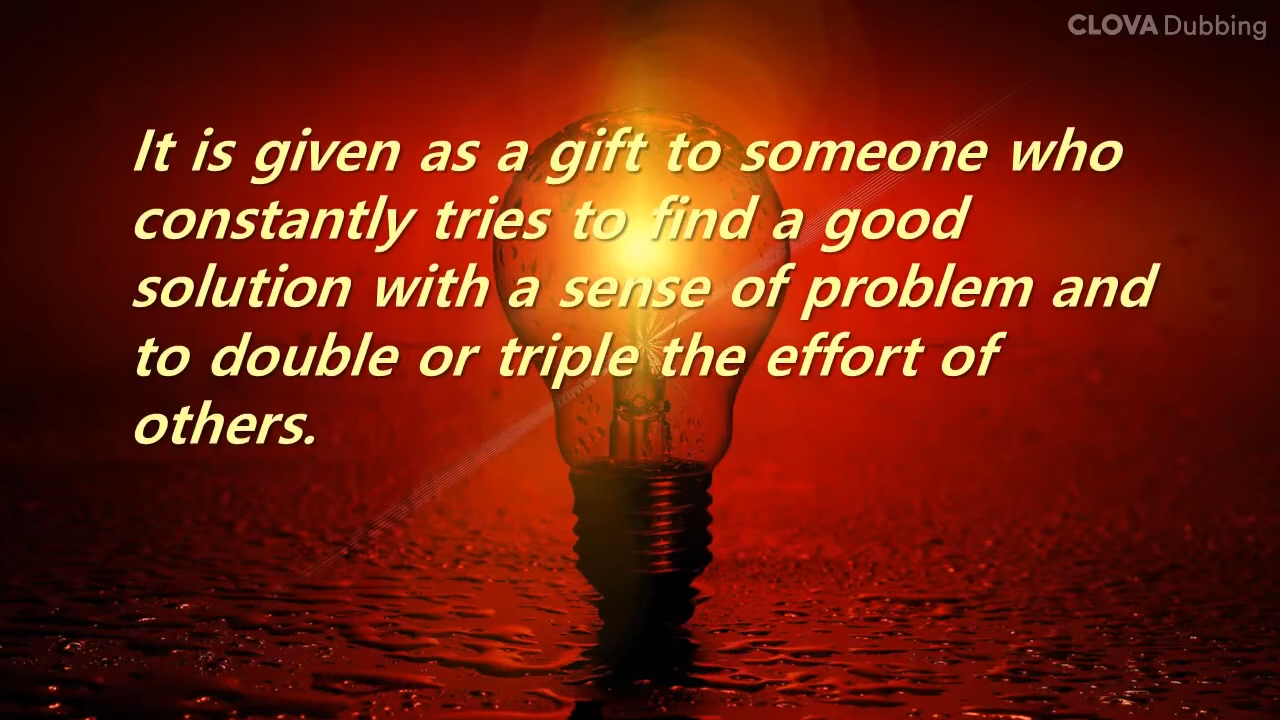 CLOVA Dubbing
It is given as a gift to someone who
constantly tries to find a good
solution with a sense of problem and
to double or triple the effort of
others.